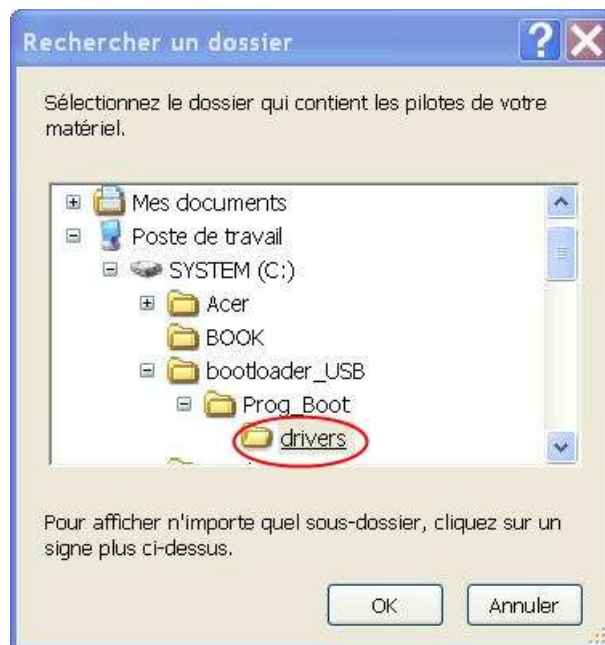 Rechercher un dossier
Sélectionnez le dossier qui contient les pilotes de votre
matériel.
Mes documents
Poste de travail
SYSTEM (C:)
Acer
BOOK
bootloader_USB
Prog_Boot
drivers
Pour afficher n'importe quel sous-dossier, cliquez sur un
signe plus ci-dessus.
OK Annuler